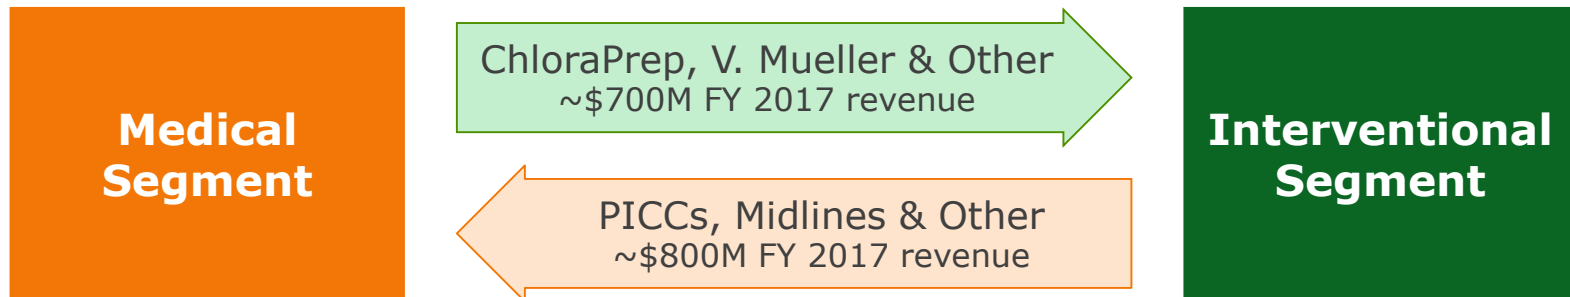 Medical
Segment
ChloraPrep, V. Mueller & Other
~$700M FY 2017 revenue
PICCs, Midlines & Other
~$800M FY 2017 revenue
Interventional
Segment